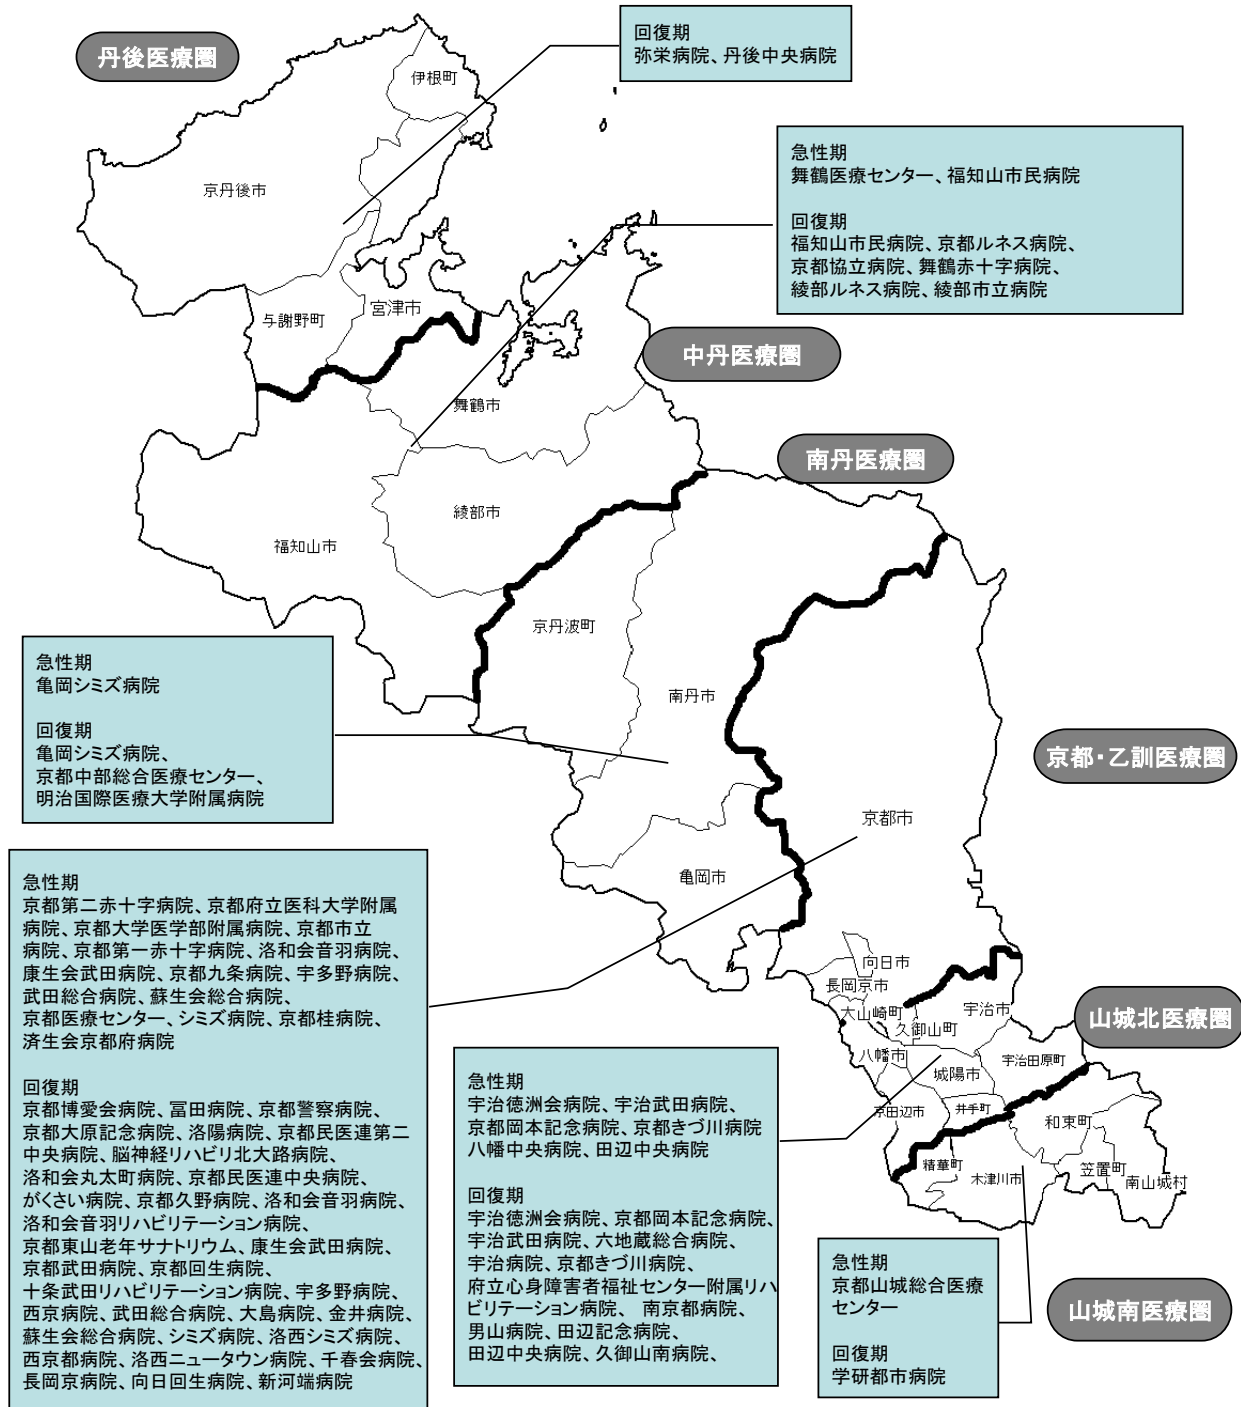 丹後医療圏
回復期
弥栄病院、丹後中央病院
伊根町
京丹後市
宮津市
与謝野町
急性期
舞鶴医療センター、福知山市民病院
回復期
福知山市民病院、京都ルネス病院、
京都協立病院、舞鶴赤十字病院、
綾部ルネス病院、綾部市立病院
中丹医療圏
舞鶴市
綾部市
福知山市
南丹医療圏
京丹波町
南丹市
亀岡市
急性期
亀岡シミズ病院
回復期
亀岡シミズ病院、
京都中部総合医療センター、
明治国際医療大学附属病院
京都・乙訓医療圏
京都市
向日市
長岡京市
大山崎町
急性期
京都第二赤十字病院、京都府立医科大学附属
病院、京都大学医学部附属病院、京都市立
病院、京都第一赤十字病院、洛和会音羽病院、
康生会武田病院、京都九条病院、宇多野病院、
武田総合病院、蘇生会総合病院、
京都医療センター、シミズ病院、京都桂病院、
済生会京都府病院
回復期
京都博愛会病院、冨田病院、京都警察病院、
京都大原記念病院、洛陽病院、京都民医連第二
中央病院、脳神経リハビリ北大路病院、
洛和会丸太町病院、京都民医連中央病院、
がくさい病院、京都久野病院、洛和会音羽病院、
洛和会音羽リハビリテーション病院、
京都東山老年サナトリウム、康生会武田病院、
京都武田病院、京都回生病院、
十条武田リハビリテーション病院、宇多野病院、
西京病院、武田総合病院、大島病院、金井病院、
蘇生会総合病院、シミズ病院、洛西シミズ病院、
西京都病院、洛西ニュータウン病院、千春会病院、
長岡京病院、向日回生病院、新河端病院
山城北医療圏
宇治市
久御山町
八幡市
城陽市
宇治田原町
京田辺市
井手町
急性期
宇治徳洲会病院、宇治武田病院、
京都岡本記念病院、京都きづ川病院
八幡中央病院、田辺中央病院
回復期
宇治徳洲会病院、京都岡本記念病院、
宇治武田病院、六地蔵総合病院、
宇治病院、京都きづ川病院、
府立心身障害者福祉センター附属リハ
ビリテーション病院、 南京都病院、
男山病院、田辺記念病院、
田辺中央病院、久御山南病院、
和束町
精華町
木津川市
笠置町
南山城村
急性期
京都山城総合医療
センター
回復期
学研都市病院
山城南医療圏